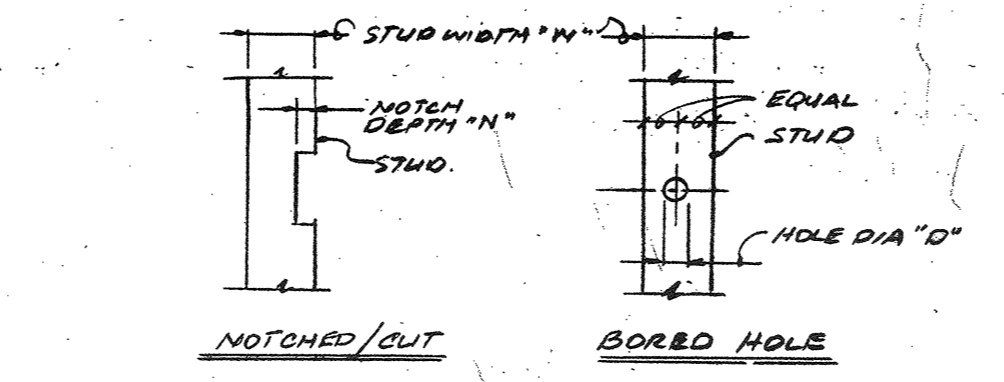 STUD WIDTH "W"
NOTCH
DEPTH "N"
STUD.
NOTCHED/CUT
EQUAL
STUD
HOLE DIA "D"
BORED HOLE